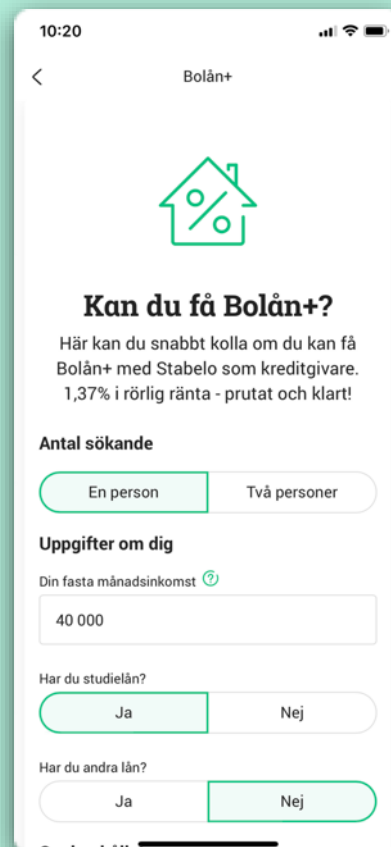 10:20
Bolån+
Kan du få Bolån+?
Här kan du snabbt kolla om du kan få
Bolån+ med Stabelo som kreditgivare.
1,37% i rörlig ränta - prutat och klart!
Antal sökande
En person
Två personer
Uppgifter om dig
Din fasta månadsinkomst ?
40 000
Har du studielån?
Ja
Nej
Har du andra lån?
Ja
Nej